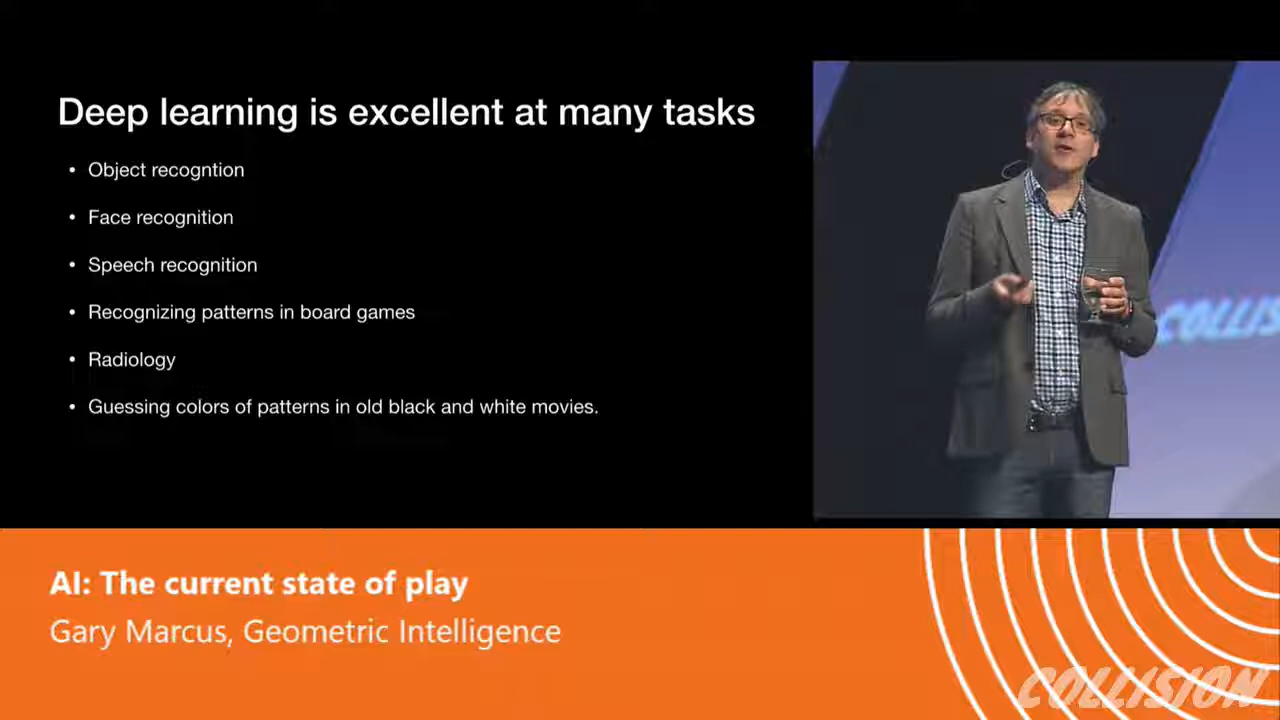 Deep learning is excellent at many tasks
• Object recogntion
• Face recognition
• Speech recognition
• Recognizing patterns in board games
• Radiology
• Guessing colors of patterns in old black and white movies.
COLLIS
AI: The current state of play
Gary Marcus, Geometric Intelligence
COLLISION